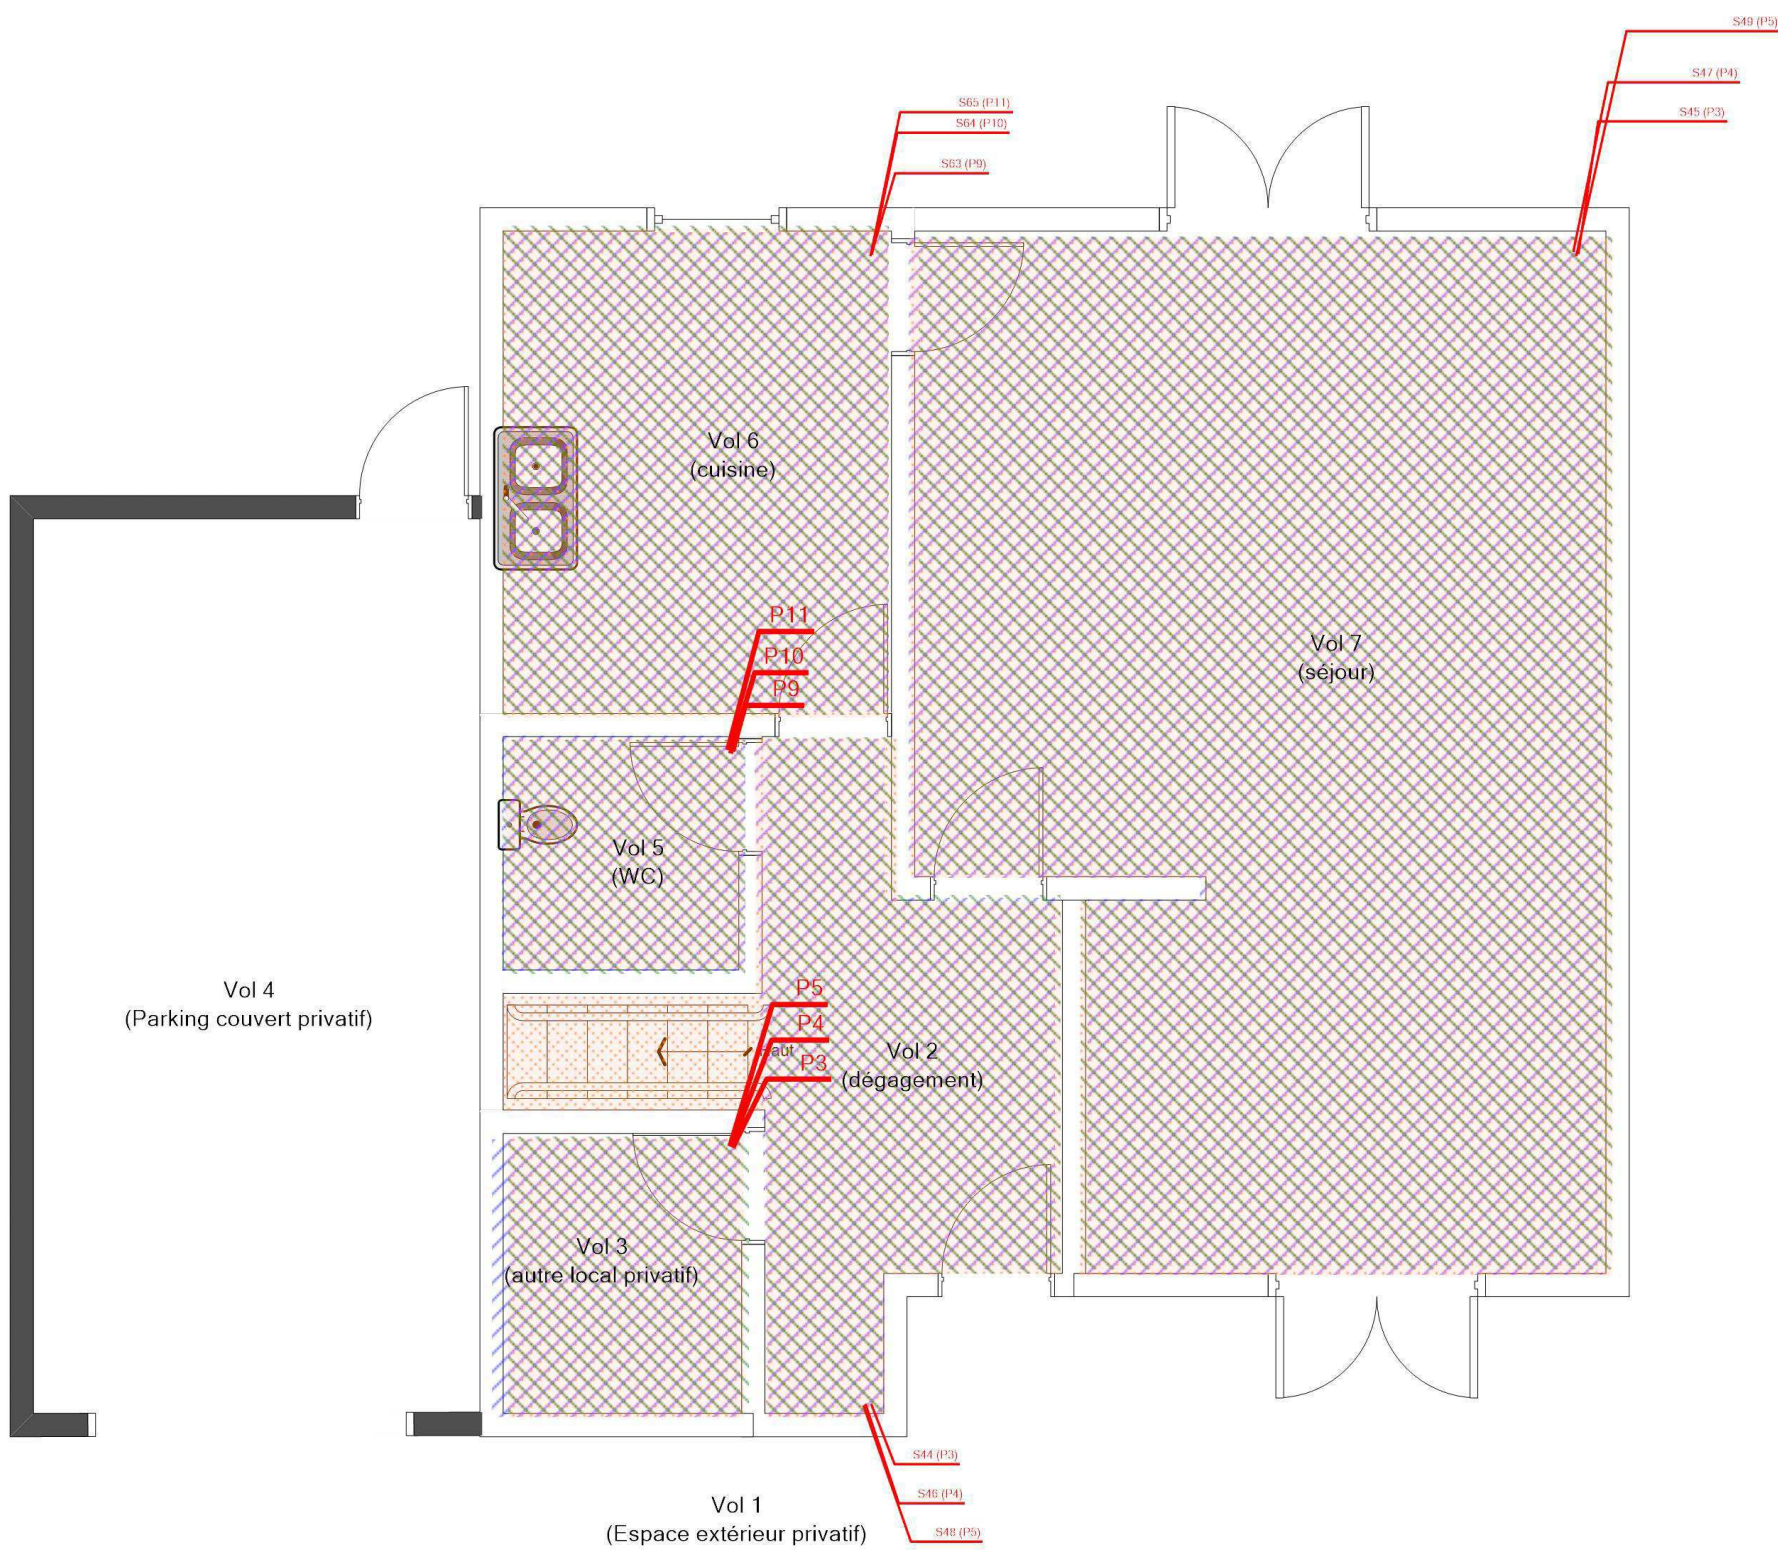 S49 (P5)
S47 (P4)
S65 (P11)
S45 (P3)
S64 (P10)
S63 (P9)
Vol 6
(cuisine)
P11
P10
P9
Vol 7
(séjour)
Vol 5
(WC)
Vol 4
(Parking couvert privatif)
P5
P4
P3
Vol 2
(dégagement)
Vol 3
(autre local privatif)
S44 (P3)
S46 (P4)
S48 (P5)
Vol 1
(Espace extérieur privatif)